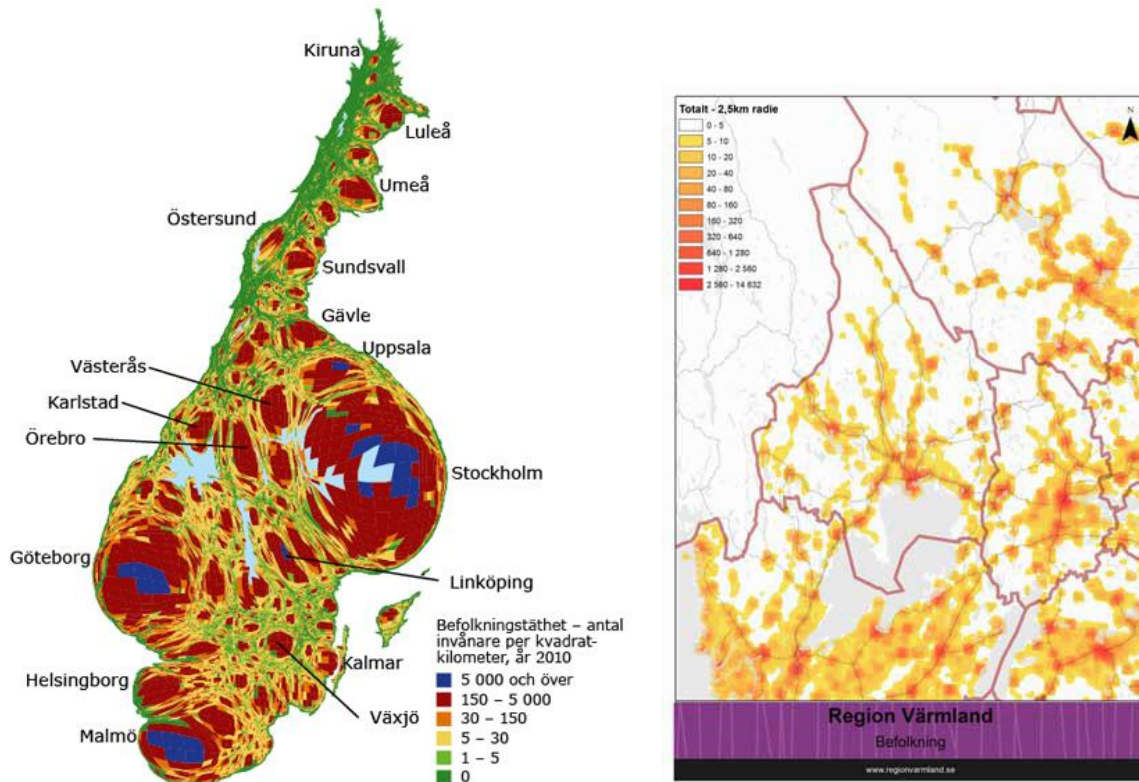 Kiruna
Luleå
Umeå
Östersund
Sundsvall
Gävle
Uppsala
Västerås
Karlstad
Örebro
Stockholm
Göteborg
Linköping
Kalmar
Helsingborg
Växjö
Malmö
Befolkningstäthet – antal
invånare per kvadrat-
kilometer, år 2010
5 000 och över
150 – 5 000
30 – 150
5 – 30
1 – 5
0
Totalt - 2,5km radie
0 - 5
5 - 10
10 - 20
20 - 40
40 - 80
80 - 160
160 - 320
320 - 640
640 - 1 280
1 280 - 2 560
2 560 - 14 632
N
Region Värmland
Befolkning
www.regionvarmland.se